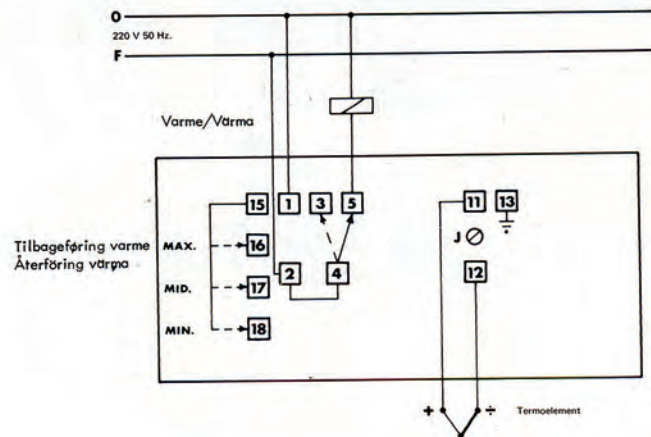 O
220 V 50 Hz.
F
Varme/Värma
15 1 3 5 11 13
Tilbageføring varme
Återföring värma
MAX. 16
J
2 4 12
MID. 17
MIN. 18
+ ÷ Termoelement